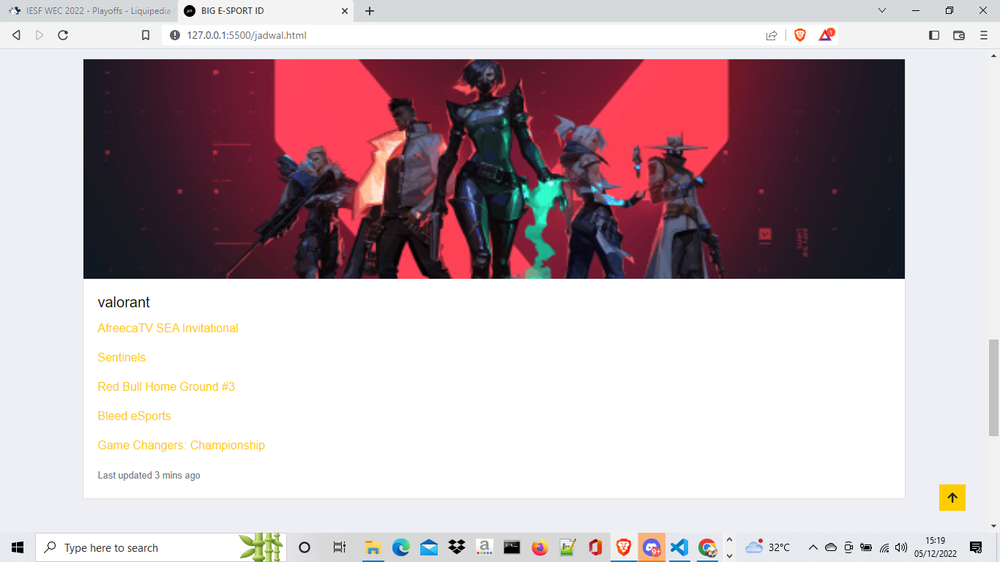 IESF WEC 2022 - Playoffs - Liquipedia
BIG E-SPORT ID
127.0.0.1:5500/jadwal.html
1
valorant
AfreecaTV SEA Invitational
Sentinels
Red Bull Home Ground #3
Bleed eSports
Game Changers: Championship
Last updated 3 mins ago
Type here to search
a
9+
32°C
15:19
05/12/2022